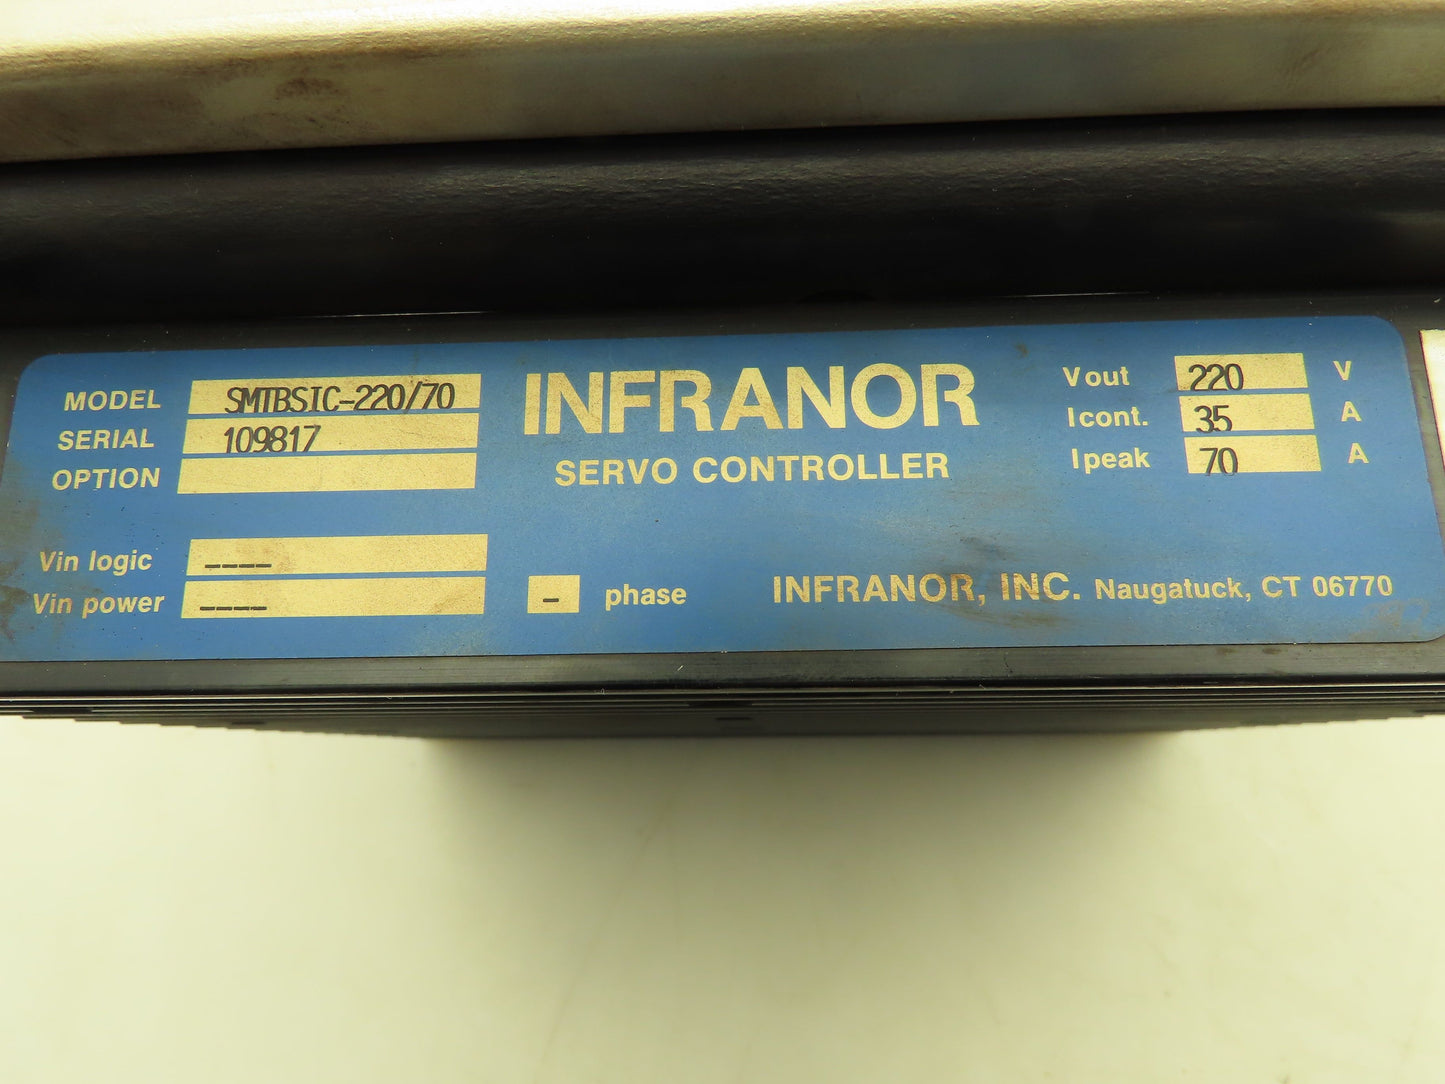 MODEL SMTBSIC-220/70
SERIAL 109817
OPTION
INFRANOR
SERVO CONTROLLER
Vout 220 V
Icont. 35 A
Ipeak 70 A
Vin logic ----
Vin power ---- - phase
INFRANOR, INC. Naugatuck, CT 06770